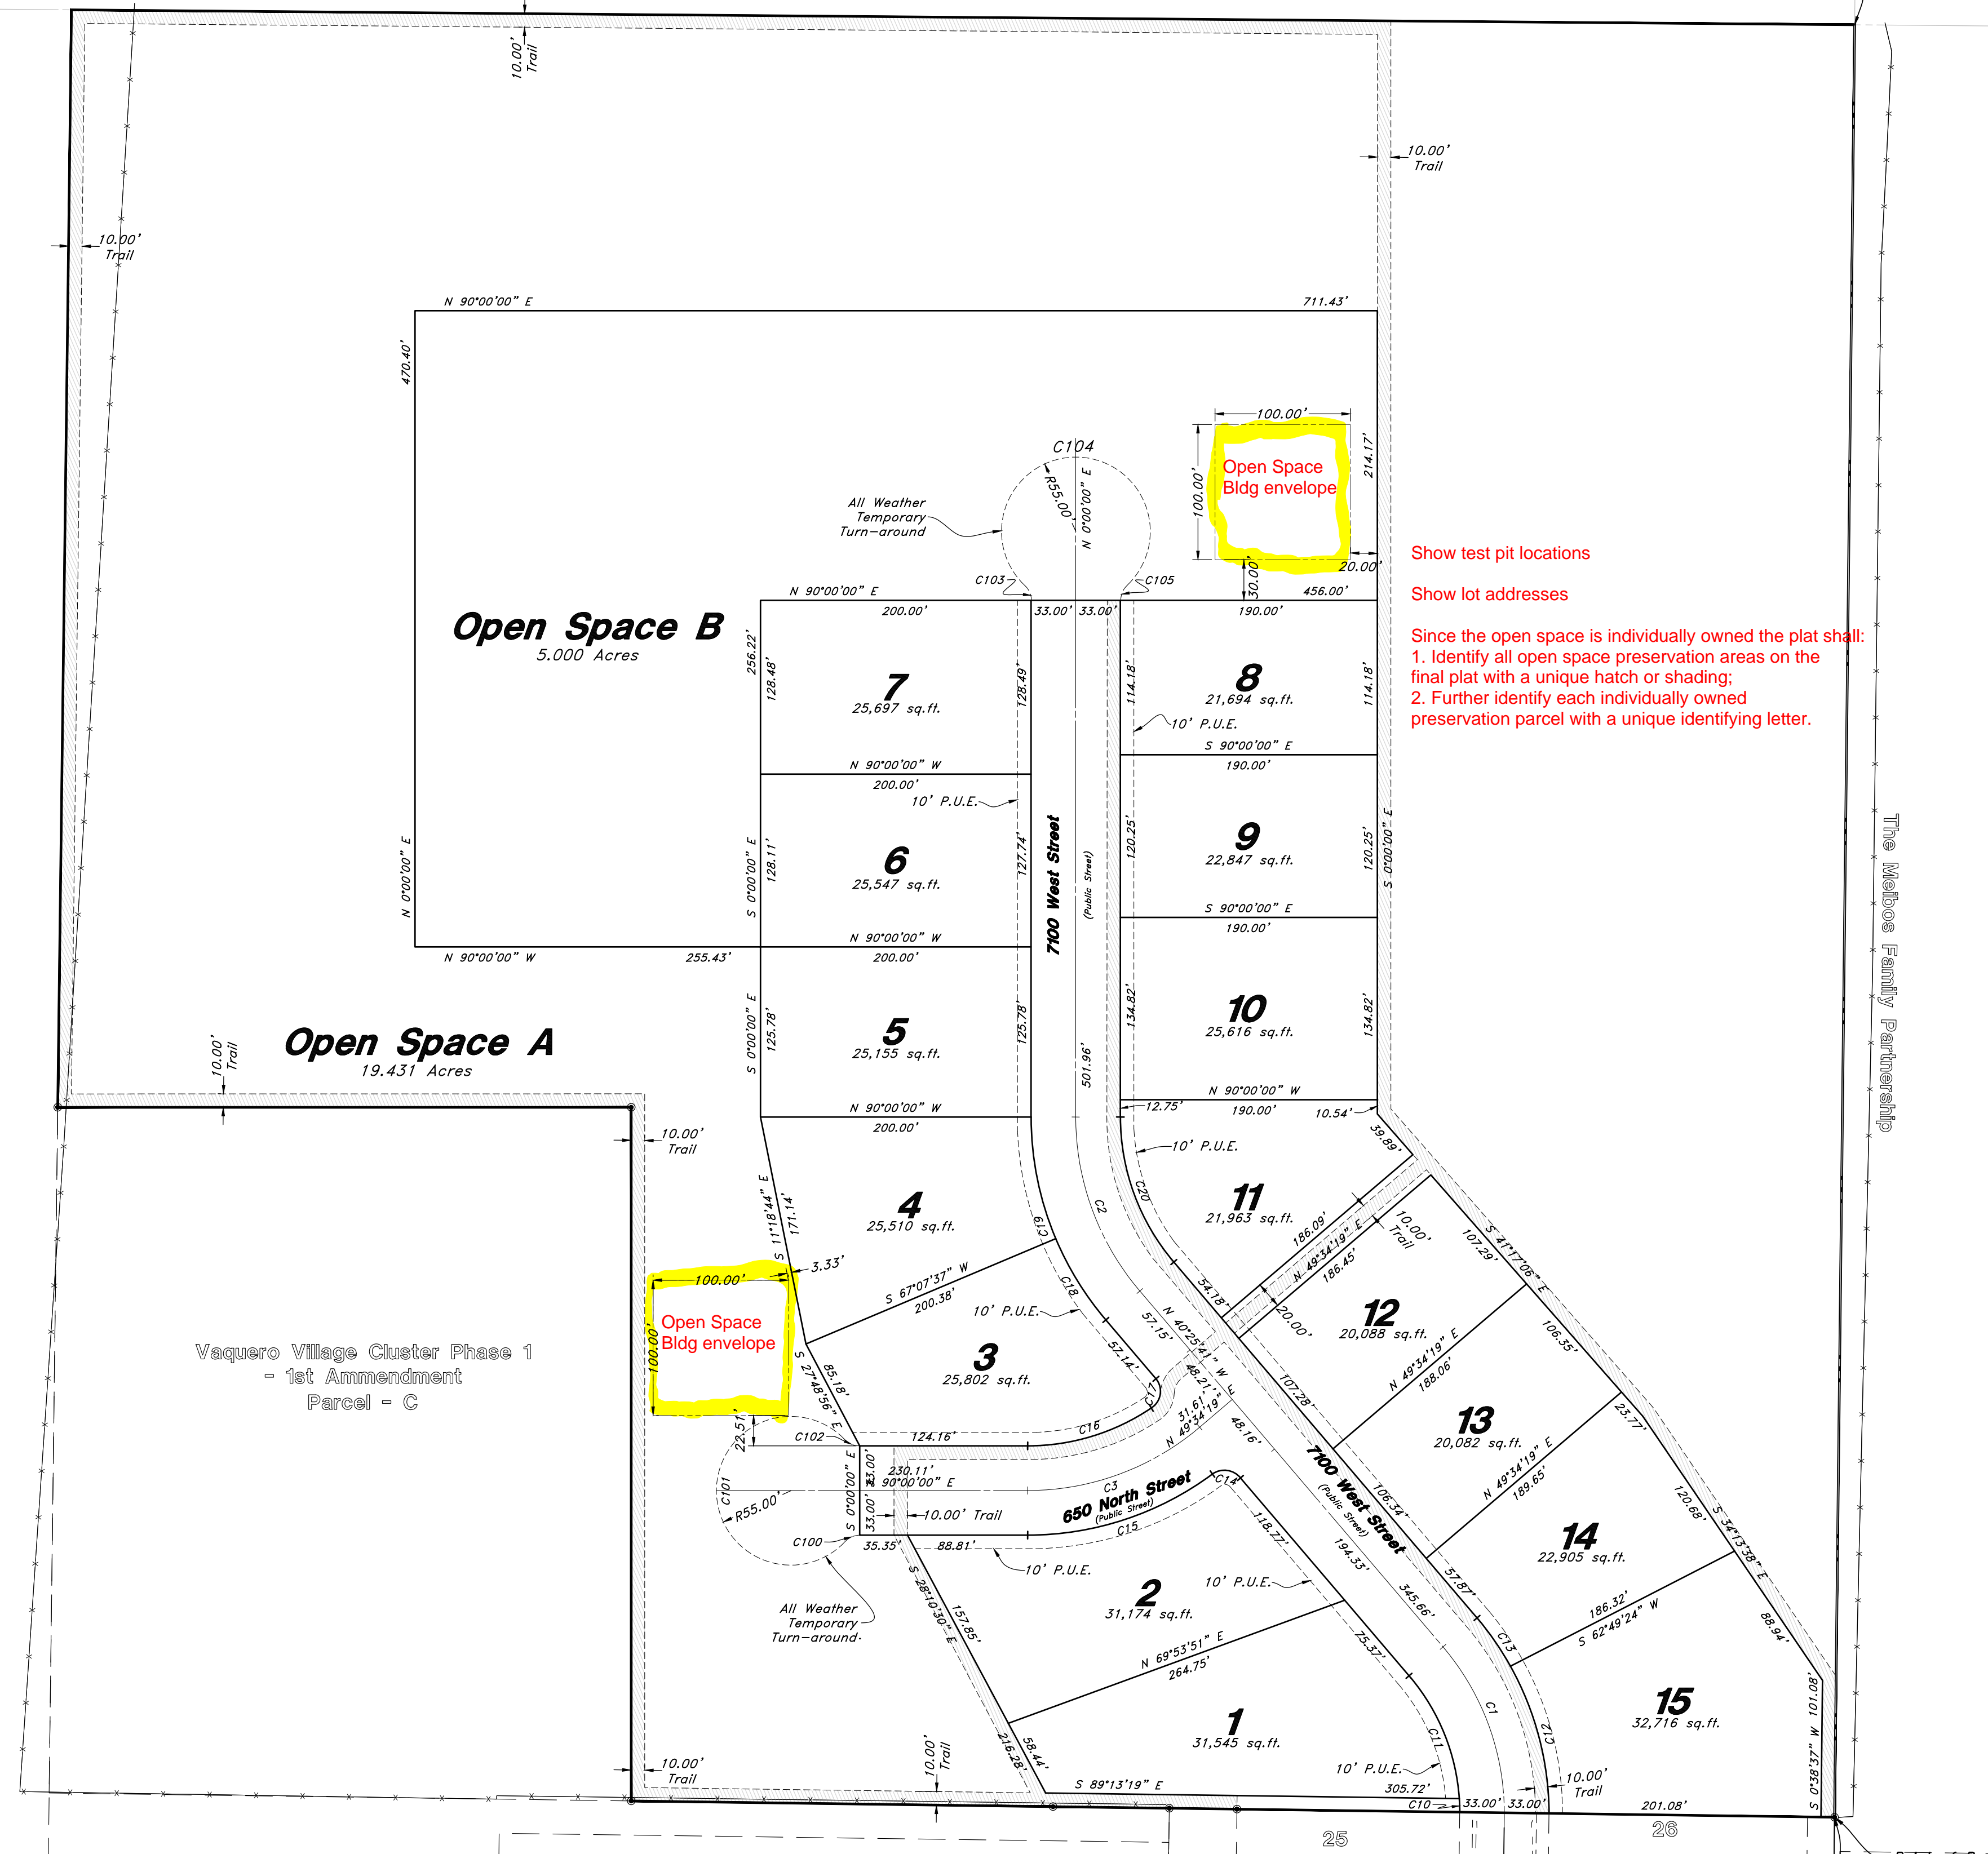 10.00'
Trail
10.00'
Trail
10.00'
Trail
N 90°00'00" E
711.43'
470.40'
N 0°00'00" E
100.00'
100.00'
Open Space
Bldg envelope
214.17'
20.00'
30.00'
456.00'
C104
R55.00'
N 0°00'00" E
All Weather
Temporary
Turn-around
C103
C105
Show test pit locations
Show lot addresses
Since the open space is individually owned the plat shall:
1. Identify all open space preservation areas on the
final plat with a unique hatch or shading;
2. Further identify each individually owned
preservation parcel with a unique identifying letter.
Open Space B
5.000 Acres
N 90°00'00" E
200.00'
33.00'
33.00'
190.00'
256.22'
128.48'
7
25,697 sq.ft.
128.49'
114.18'
8
21,694 sq.ft.
114.18'
10' P.U.E.
N 90°00'00" W
200.00'
S 90°00'00" E
190.00'
10' P.U.E.
S 0°00'00" E
128.11'
6
25,547 sq.ft.
127.74'
7100 West Street
(Public Street)
120.25'
9
22,847 sq.ft.
120.25'
S 0°00'00" E
The Meibos Family Partnership
N 90°00'00" W
255.43'
N 90°00'00" W
200.00'
S 90°00'00" E
190.00'
S 0°00'00" E
125.78'
5
25,155 sq.ft.
125.78'
501.96'
134.82'
10
25,616 sq.ft.
134.82'
Open Space A
19.431 Acres
10.00'
Trail
10.00'
Trail
N 90°00'00" W
200.00'
N 90°00'00" W
190.00'
12.75'
10.54'
39.89'
10' P.U.E.
S 11°18'44" E
171.14'
4
25,510 sq.ft.
C19
C2
C20
11
21,963 sq.ft.
186.09'
N 49°34'19" E
186.45'
10.00'
Trail
20.00'
107.29'
S 41°17'06" E
3.33'
100.00'
100.00'
Open Space
Bldg envelope
22.51'
S 67°07'37" W
200.38'
C18
10' P.U.E.
57.14'
57.15'
N 40°25'41" W
54.18'
12
20,088 sq.ft.
106.35'
Vaquero Village Cluster Phase 1
- 1st Ammendment
Parcel - C
S 27°48'56" E
85.18'
3
25,802 sq.ft.
C17
48.21'
31.61'
N 49°34'19" E
48.16'
107.28'
N 49°34'19" E
188.06'
13
20,082 sq.ft.
23.77'
C102
124.16'
C16
C101
R55.00'
S 0°00'00" E
33.00'
33.00'
230.11'
N 90°00'00" E
C3
650 North Street
(Public Street)
C14
C15
10.00' Trail
C100
35.35'
88.81'
10' P.U.E.
7100 West Street
(Public Street)
106.34'
N 49°34'19" E
189.65'
14
22,905 sq.ft.
120.68'
S 34°13'38" E
All Weather
Temporary
Turn-around
S 28°10'30" E
157.85'
2
31,174 sq.ft.
118.77'
10' P.U.E.
194.33'
345.66'
57.87'
186.32'
S 62°49'24" W
88.94'
N 69°53'51" E
264.75'
75.37'
C13
10.00'
Trail
10.00'
Trail
216.28'
58.44'
1
31,545 sq.ft.
C11
10' P.U.E.
C1
C12
15
32,716 sq.ft.
S 0°38'37" W
101.08'
S 89°13'19" E
305.72'
C10
33.00'
33.00'
10.00'
Trail
201.08'
25
26